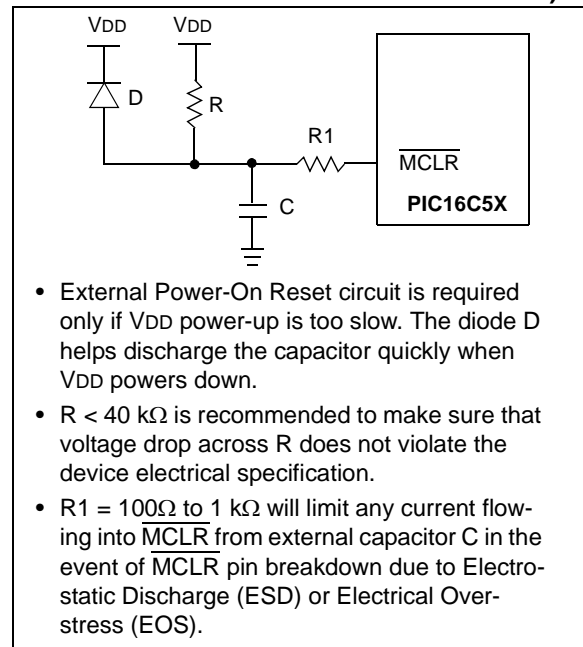 VDD VDD
D
R
R1
MCLR
C
PIC16C5X
• External Power-On Reset circuit is required
only if VDD power-up is too slow. The diode D
helps discharge the capacitor quickly when
VDD powers down.
• R < 40 kΩ is recommended to make sure that
voltage drop across R does not violate the
device electrical specification.
• R1 = 100Ω to 1 kΩ will limit any current flow-
ing into MCLR from external capacitor C in the
event of MCLR pin breakdown due to Electro-
static Discharge (ESD) or Electrical Over-
stress (EOS).